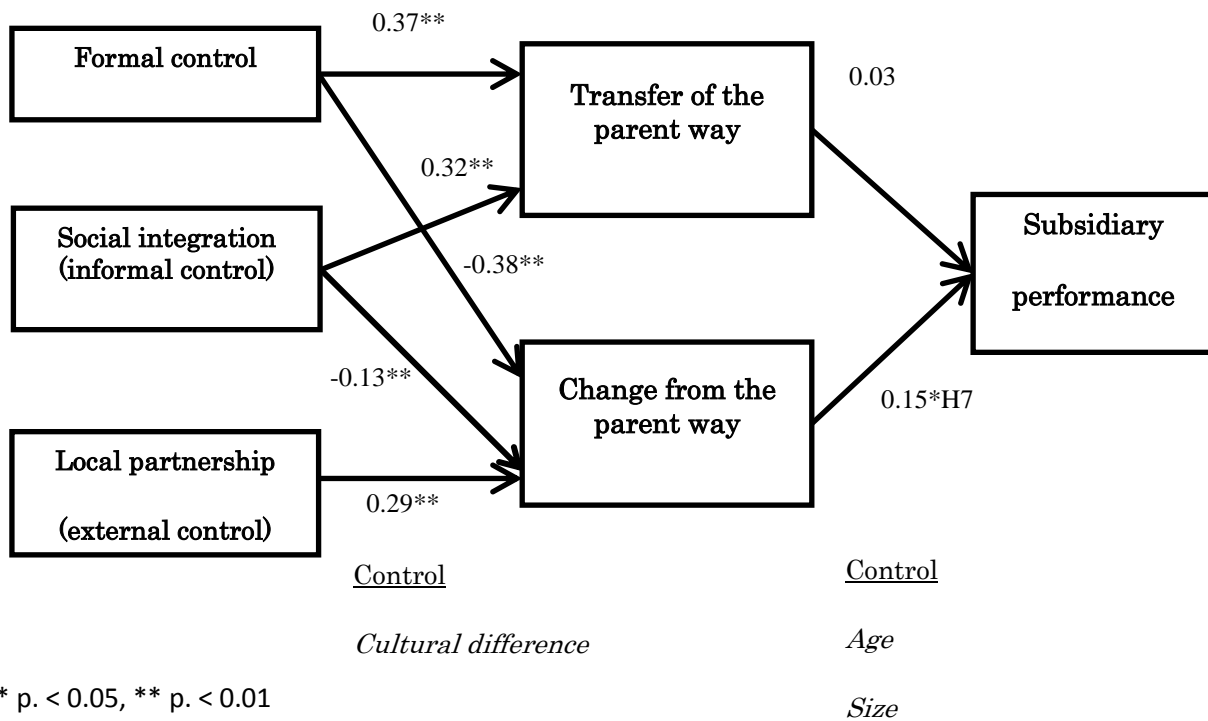 0.37**
Formal control
Transfer of the
parent way
0.03
0.32**
Social integration
(informal control)
-0.38**
Subsidiary
performance
-0.13**
Change from the
parent way
0.15*H7
Local partnership
(external control)
0.29**
Control
Cultural difference
Control
Age
Size
* p. < 0.05, ** p. < 0.01